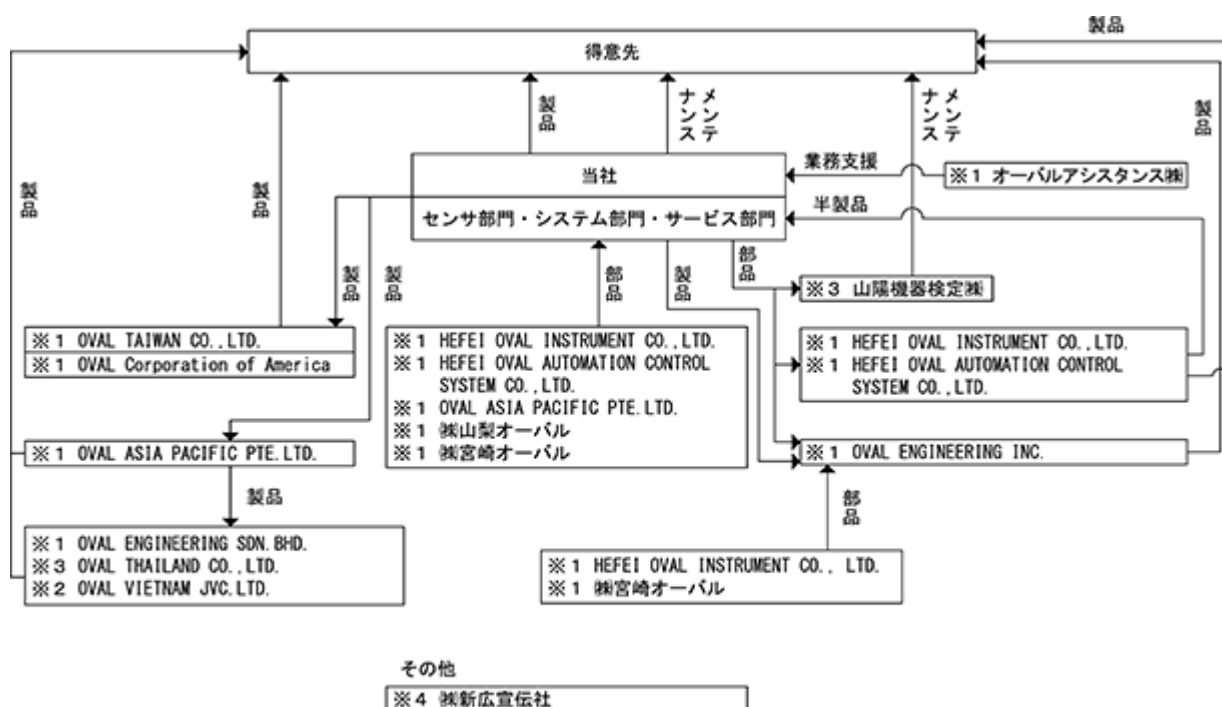 製品
得意先
製品
メンテナンス
メンテナンス
製品
業務支援
※1 オーバルアシスタンス㈱
当社
製品
製品
半製品
センサ部門・システム部門・サービス部門
製品
製品
部品
製品
部品
※3 山陽機器検定㈱
※1 OVAL TAIWAN CO.,LTD.
※1 OVAL Corporation of America
※1 HEFEI OVAL INSTRUMENT CO.,LTD.
※1 HEFEI OVAL AUTOMATION CONTROL
SYSTEM CO.,LTD.
※1 OVAL ASIA PACIFIC PTE.LTD.
※1 ㈱山梨オーバル
※1 ㈱宮崎オーバル
※1 HEFEI OVAL INSTRUMENT CO.,LTD.
※1 HEFEI OVAL AUTOMATION CONTROL
SYSTEM CO.,LTD.
※1 OVAL ASIA PACIFIC PTE.LTD.
※1 OVAL ENGINEERING INC.
製品
部品
※1 OVAL ENGINEERING SDN.BHD.
※3 OVAL THAILAND CO.,LTD.
※2 OVAL VIETNAM JVC.LTD.
※1 HEFEI OVAL INSTRUMENT CO., LTD.
※1 ㈱宮崎オーバル
その他
※4 ㈱新広宣伝社